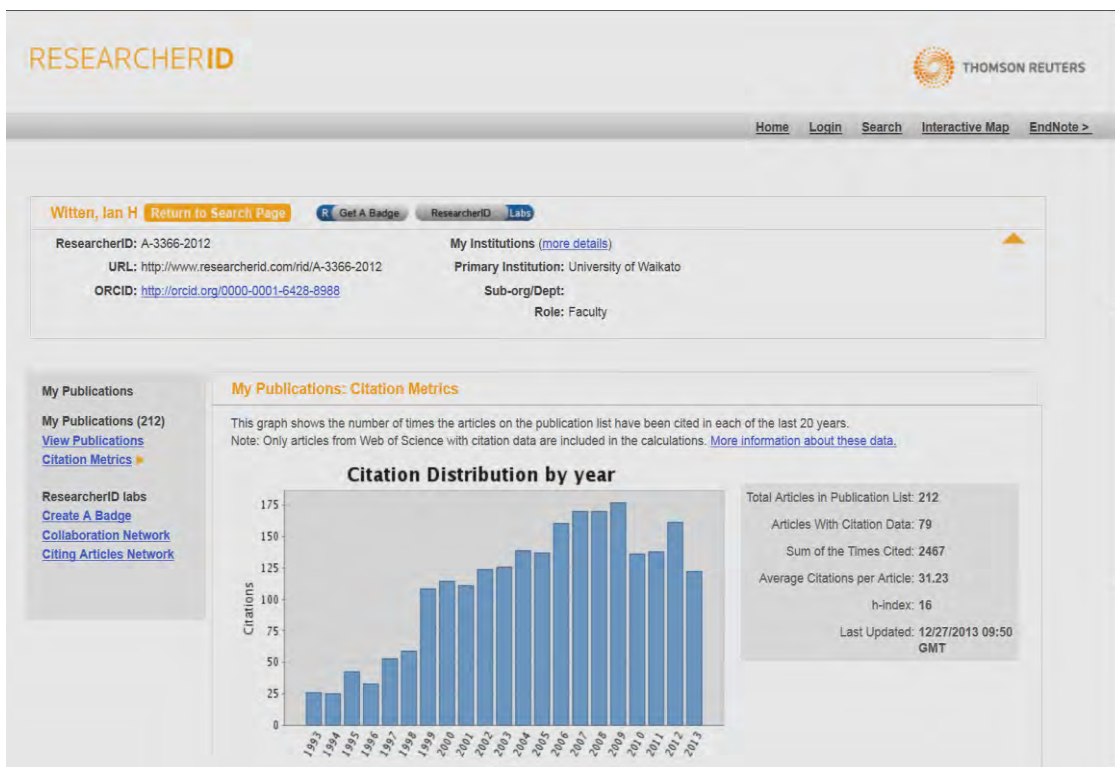 RESEARCHERID
THOMSON REUTERS
Home Login Search Interactive Map EndNote >
Witten, Ian H Return to Search Page R Get A Badge ResearcherID Labs
ResearcherID: A-3366-2012
URL: http://www.researcherid.com/rid/A-3366-2012
ORCID: http://orcid.org/0000-0001-6428-8988
My Institutions (more details)
Primary Institution: University of Waikato
Sub-org/Dept:
Role: Faculty
My Publications
My Publications (212)
View Publications
Citation Metrics
ResearcherID labs
Create A Badge
Collaboration Network
Citing Articles Network
My Publications: Citation Metrics
This graph shows the number of times the articles on the publication list have been cited in each of the last 20 years.
Note: Only articles from Web of Science with citation data are included in the calculations. More information about these data.
Citation Distribution by year
Citations
175
150
125
100
75
50
25
0
1993 1994 1995 1996 1997 1998 1999 2000 2001 2002 2003 2004 2005 2006 2007 2008 2009 2010 2011 2012 2013
Total Articles in Publication List: 212
Articles With Citation Data: 79
Sum of the Times Cited: 2467
Average Citations per Article: 31.23
h-index: 16
Last Updated: 12/27/2013 09:50
GMT